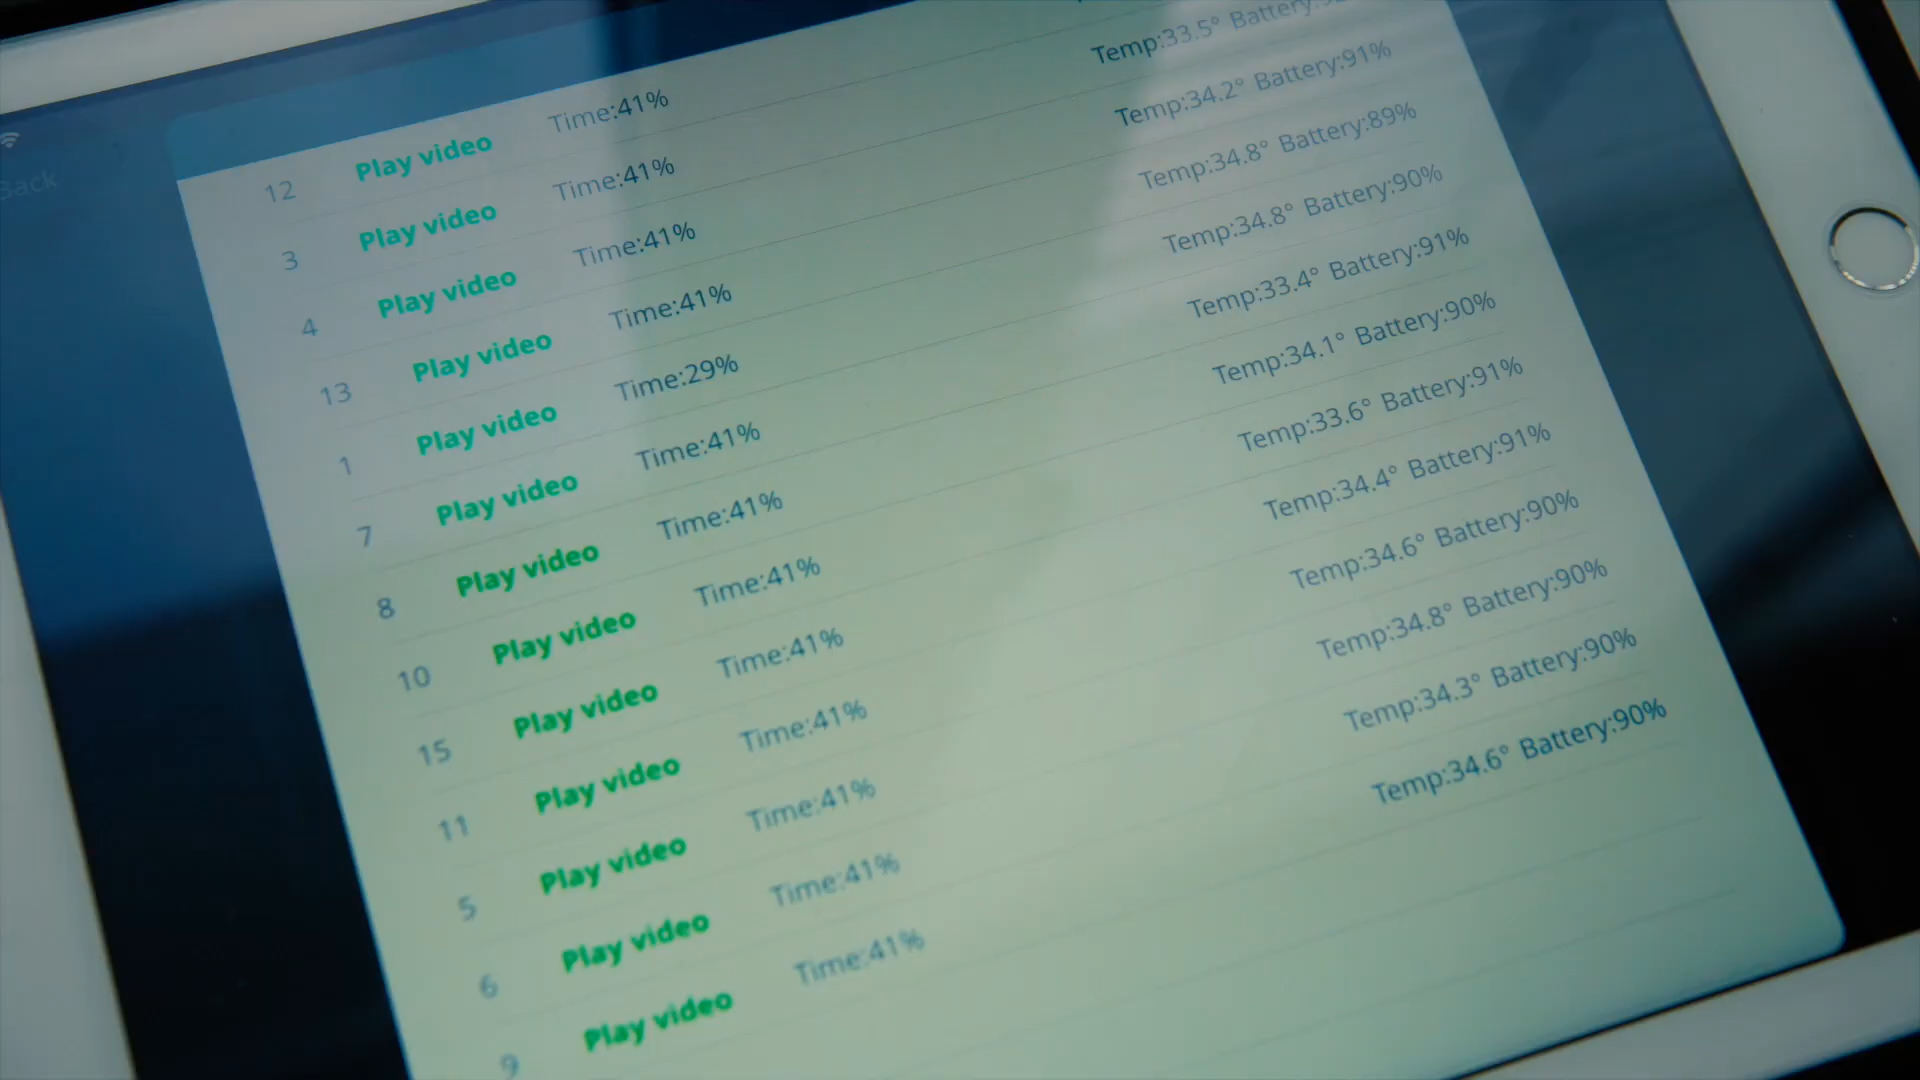 12 Play video Time:41%
3 Play video Time:41% Temp:33.5°
4 Play video Time:41% Temp:34.2° Battery:91%
13 Play video Time:41% Temp:34.8° Battery:89%
1 Play video Time:29% Temp:34.8° Battery:90%
7 Play video Time:41% Temp:33.4° Battery:91%
8 Play video Time:41% Temp:34.1° Battery:90%
10 Play video Time:41% Temp:33.6° Battery:91%
15 Play video Time:41% Temp:34.4° Battery:91%
11 Play video Time:41% Temp:34.6° Battery:90%
5 Play video Time:41% Temp:34.8° Battery:90%
6 Play video Time:41% Temp:34.3° Battery:90%
9 Play video Time:41% Temp:34.6° Battery:90%
Back